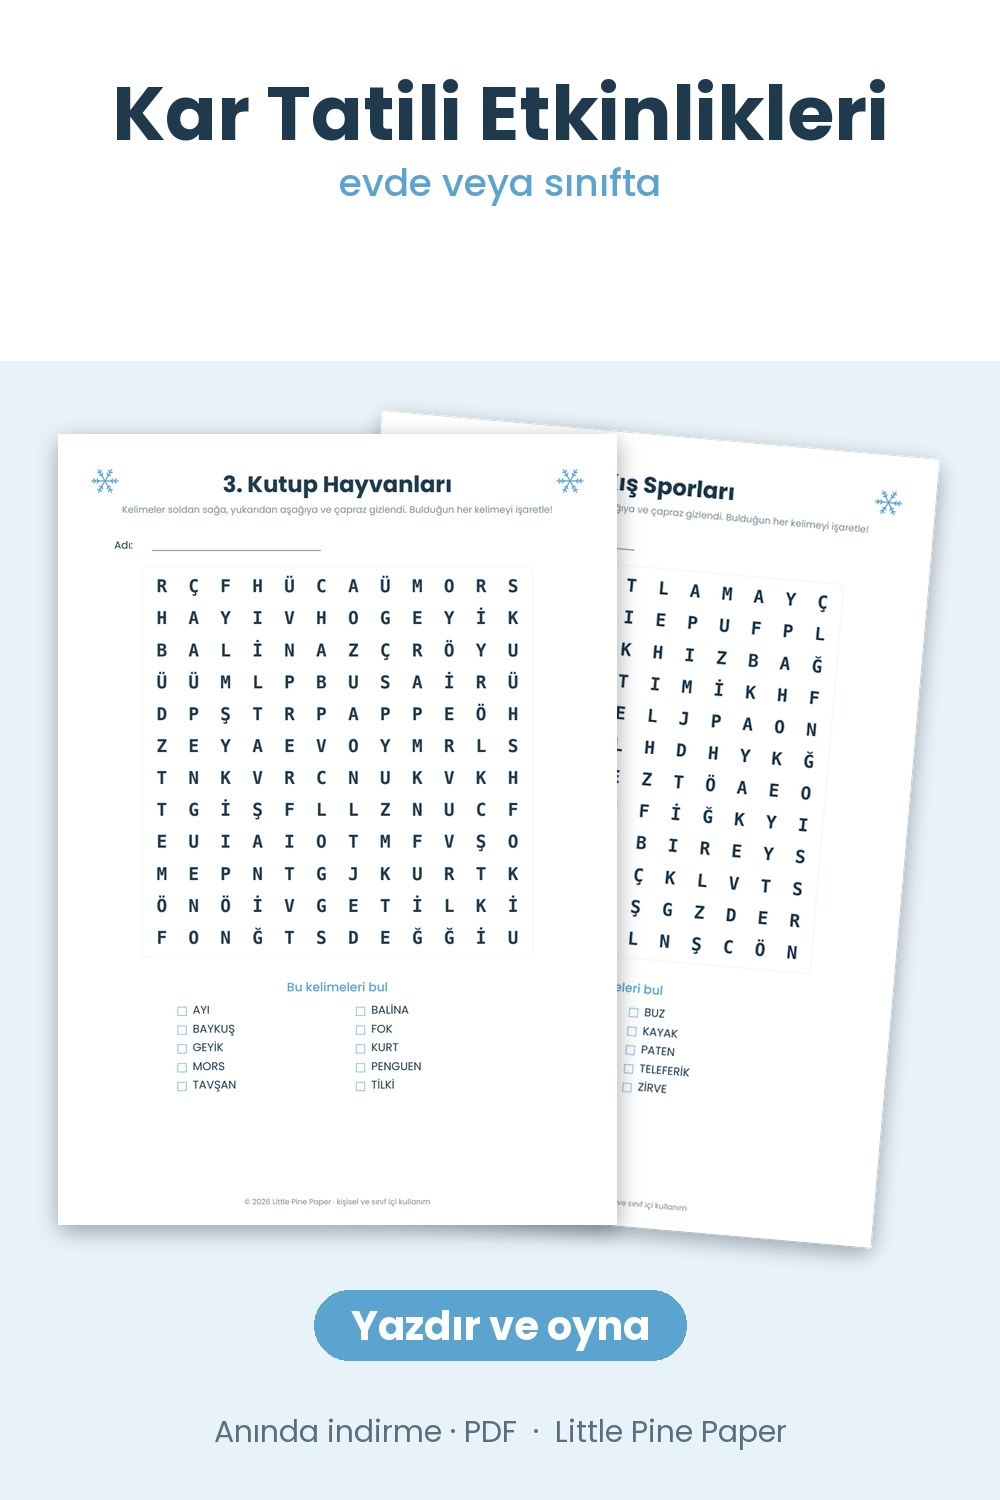 Kar Tatili Etkinlikleri
evde veya sınıfta
3. Kutup Hayvanları
Kelimeler soldan sağa, yukarıdan aşağıya ve çapraz gizlendi. Bulduğun her kelimeyi işaretle!
Adı:
R Ç F H Ü C A Ü M O R S
H A Y I V H O G E Y İ K
B A L İ N A Z Ç R Ö Y U
Ü Ü M L P B U S A İ R Ü
D P Ş T R P A P P E Ö H
Z E Y A E V O Y M R L S
T N K V R C N U K V K H
T G İ Ş F L L Z N U C F
E U I A I O T M F V Ş O
M E P N T G J K U R T K
Ö N Ö İ V G E T İ L K İ
F O N Ğ T S D E Ğ Ğ İ U
Bu kelimeleri bul
AYI
BAYKUŞ
GEYİK
MORS
TAVŞAN
BALİNA
FOK
KURT
PENGUEN
TİLKİ
© 2026 Little Pine Paper · kişisel ve sınıf içi kullanım
Sporları
ve çapraz gizlendi. Bulduğun her kelimeyi işaretle!
T L A M A Y Ç
I E P U F P L
K H I Z B A Ğ
T I M İ K H F
E L J P A O N
H D H Y K Ğ
Z T Ö A E O
F İ Ğ K Y I
B I R E Y S
Ç K L V T S
Ş G Z D E R
L N Ş C Ö N
bul
BUZ
KAYAK
PATEN
TELEFERİK
ZİRVE
ve sınıf içi kullanım
Yazdır ve oyna
Anında indirme · PDF · Little Pine Paper